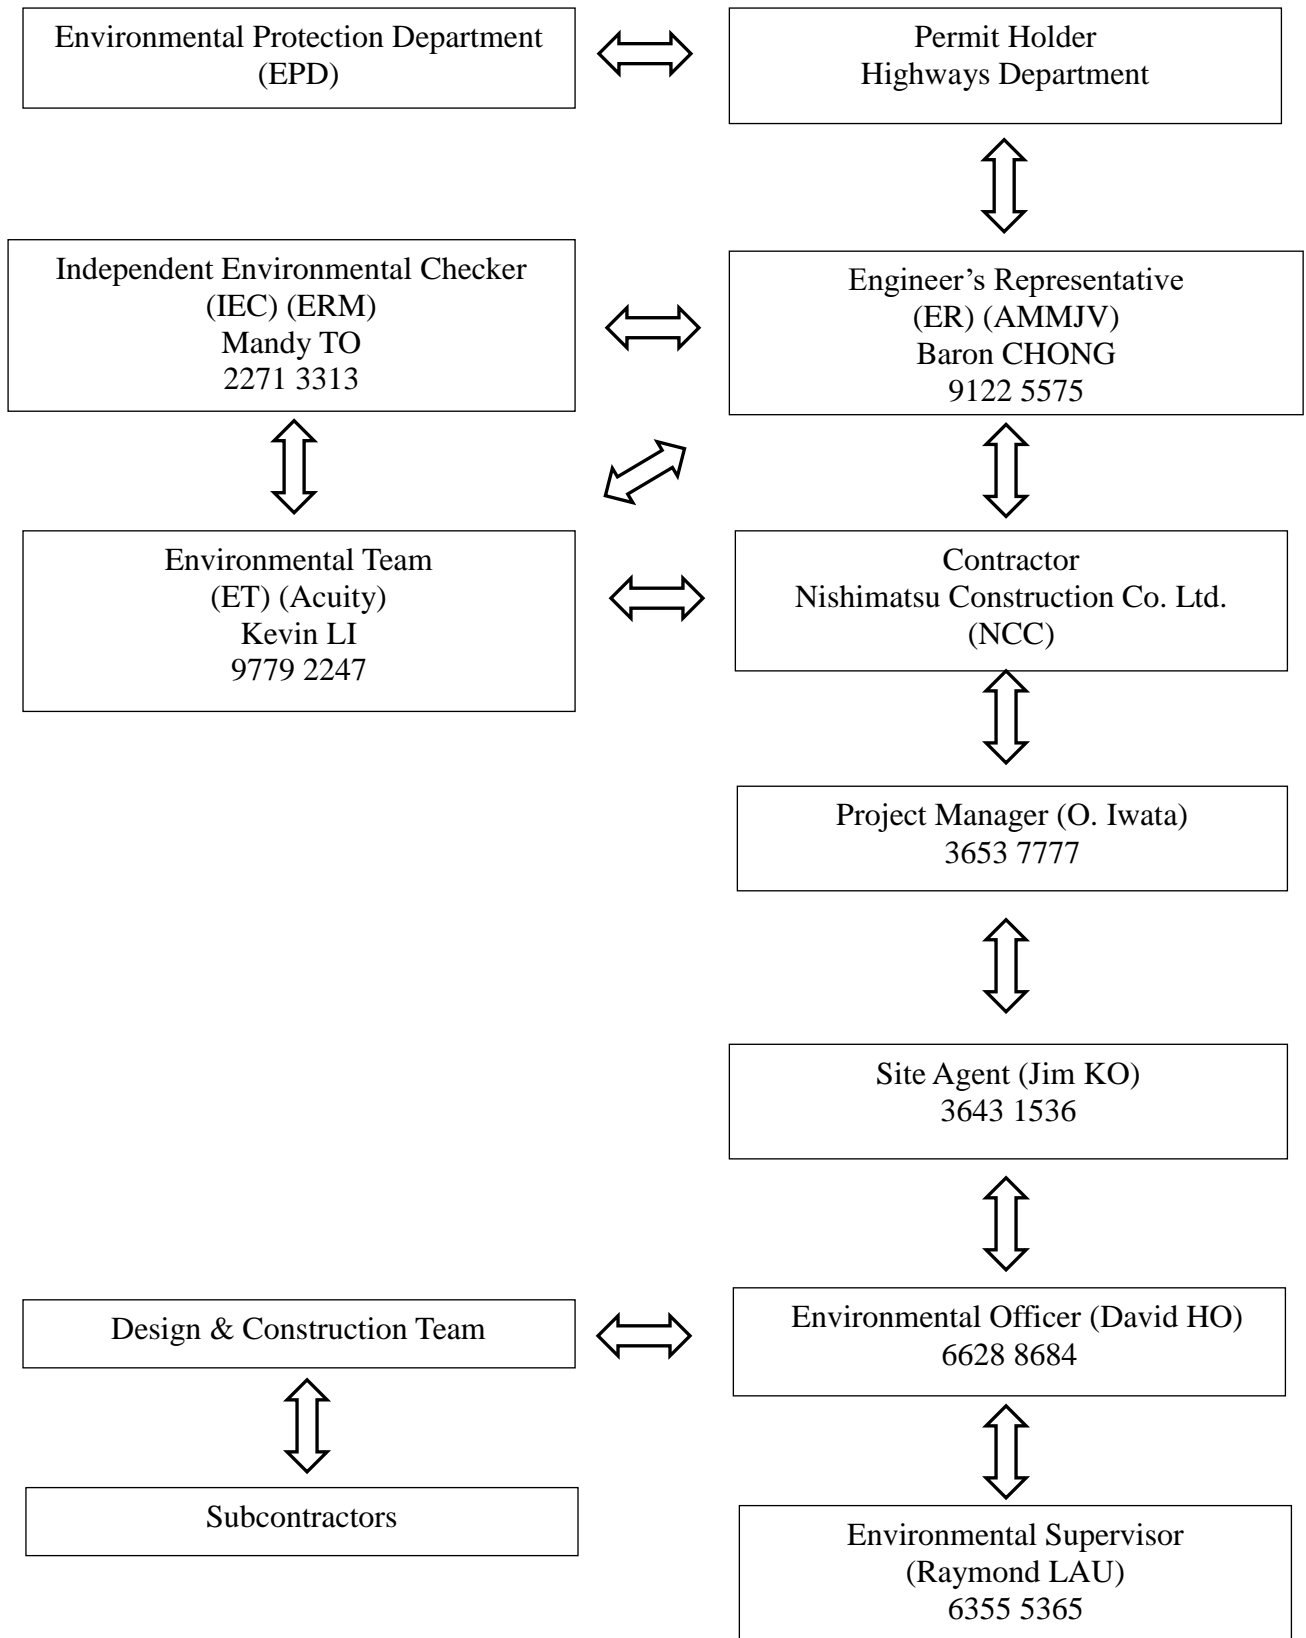 Environmental Protection Department
(EPD)
Permit Holder
Highways Department
Independent Environmental Checker
(IEC) (ERM)
Mandy TO
2271 3313
Engineer’s Representative
(ER) (AMMJV)
Baron CHONG
9122 5575
Environmental Team
(ET) (Acuity)
Kevin LI
9779 2247
Contractor
Nishimatsu Construction Co. Ltd.
(NCC)
Project Manager (O. Iwata)
3653 7777
Site Agent (Jim KO)
3643 1536
Design & Construction Team
Environmental Officer (David HO)
6628 8684
Subcontractors
Environmental Supervisor
(Raymond LAU)
6355 5365